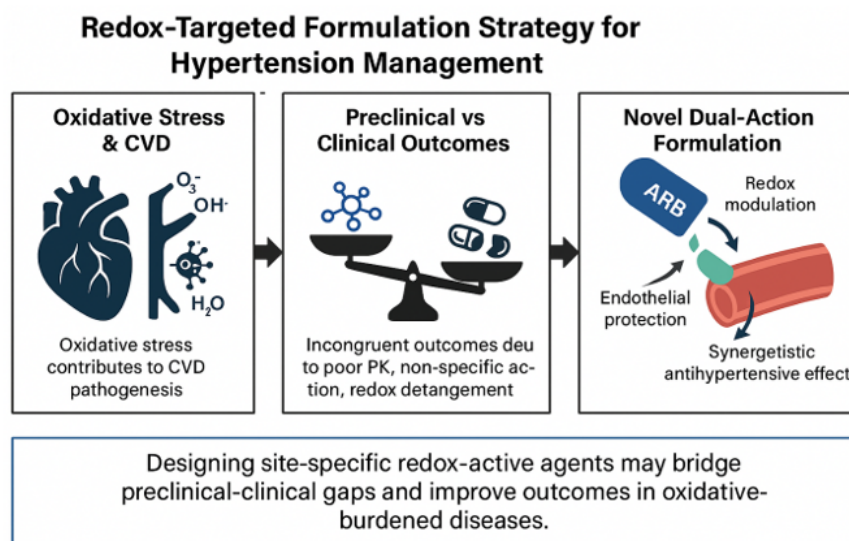 Redox-Targeted Formulation Strategy for
Hypertension Management
Oxidative Stress
& CVD
O₃⁻
OH·
O·
H₂O
Oxidative stress
contributes to CVD
pathogenesis
Preclinical vs
Clinical Outcomes
Incongruent outcomes deu
to poor PK, non-specific ac-
tion, redox detangement
Novel Dual-Action
Formulation
ARB
Redox
modulation
Endothelial
protection
Synergetistic
antihypertensive effect
Designing site-specific redox-active agents may bridge
preclinical-clinical gaps and improve outcomes in oxidative-
burdened diseases.